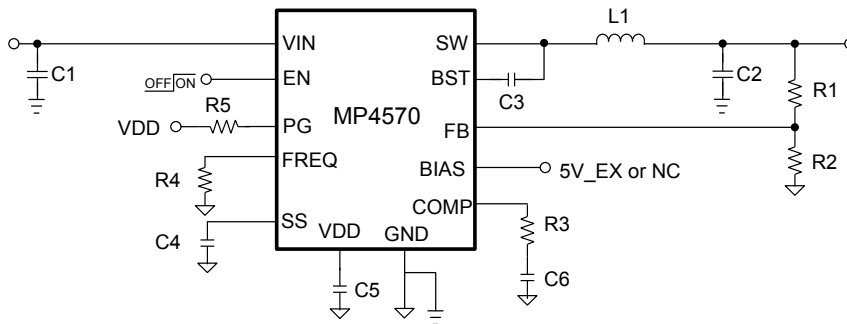 L1
VIN
SW
C1
OFF ON
EN
BST
C3
C2
R1
R5
MP4570
VDD
PG
FB
FREQ
R4
BIAS
5V_EX or NC
R2
COMP
C4
SS
R3
VDD
GND
C5
C6